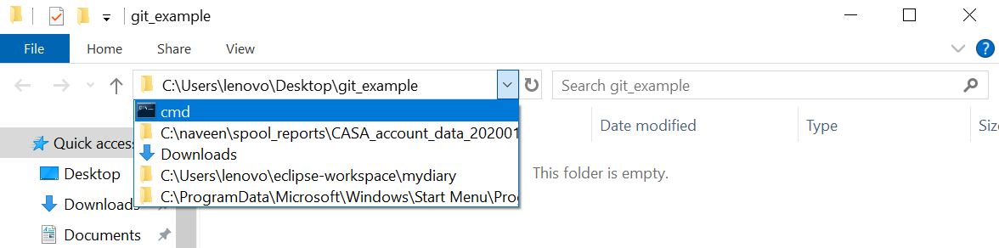 git_example
File Home Share View
C:\Users\lenovo\Desktop\git_example Search git_example
cmd
C:\naveen\spool_reports\CASA_account_data_202001
Date modified Type Siz
Quick access
Downloads
C:\Users\lenovo\eclipse-workspace\mydiary
This folder is empty.
C:\ProgramData\Microsoft\Windows\Start Menu\Pro
Desktop
Downloads
Documents